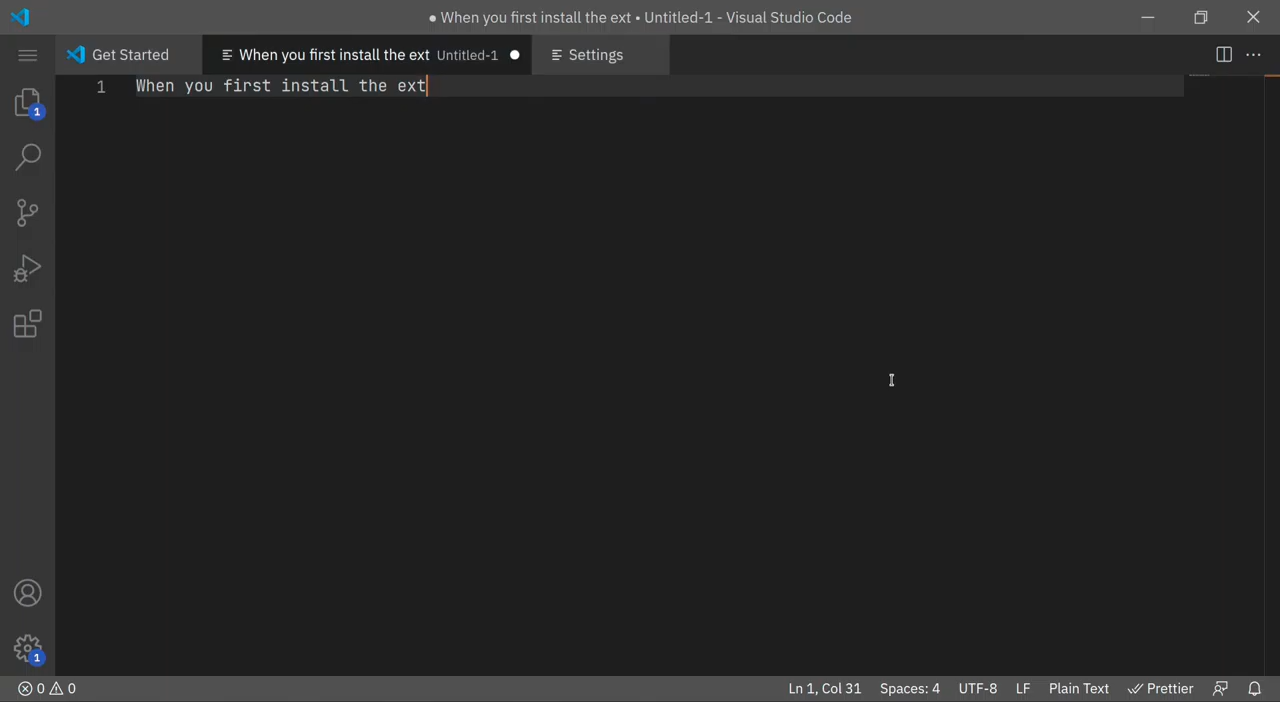 ● When you first install the ext • Untitled-1 - Visual Studio Code
Get Started
When you first install the ext Untitled-1
Settings
1 When you first install the ext
1
1
0 0
Ln 1, Col 31 Spaces: 4 UTF-8 LF Plain Text Prettier